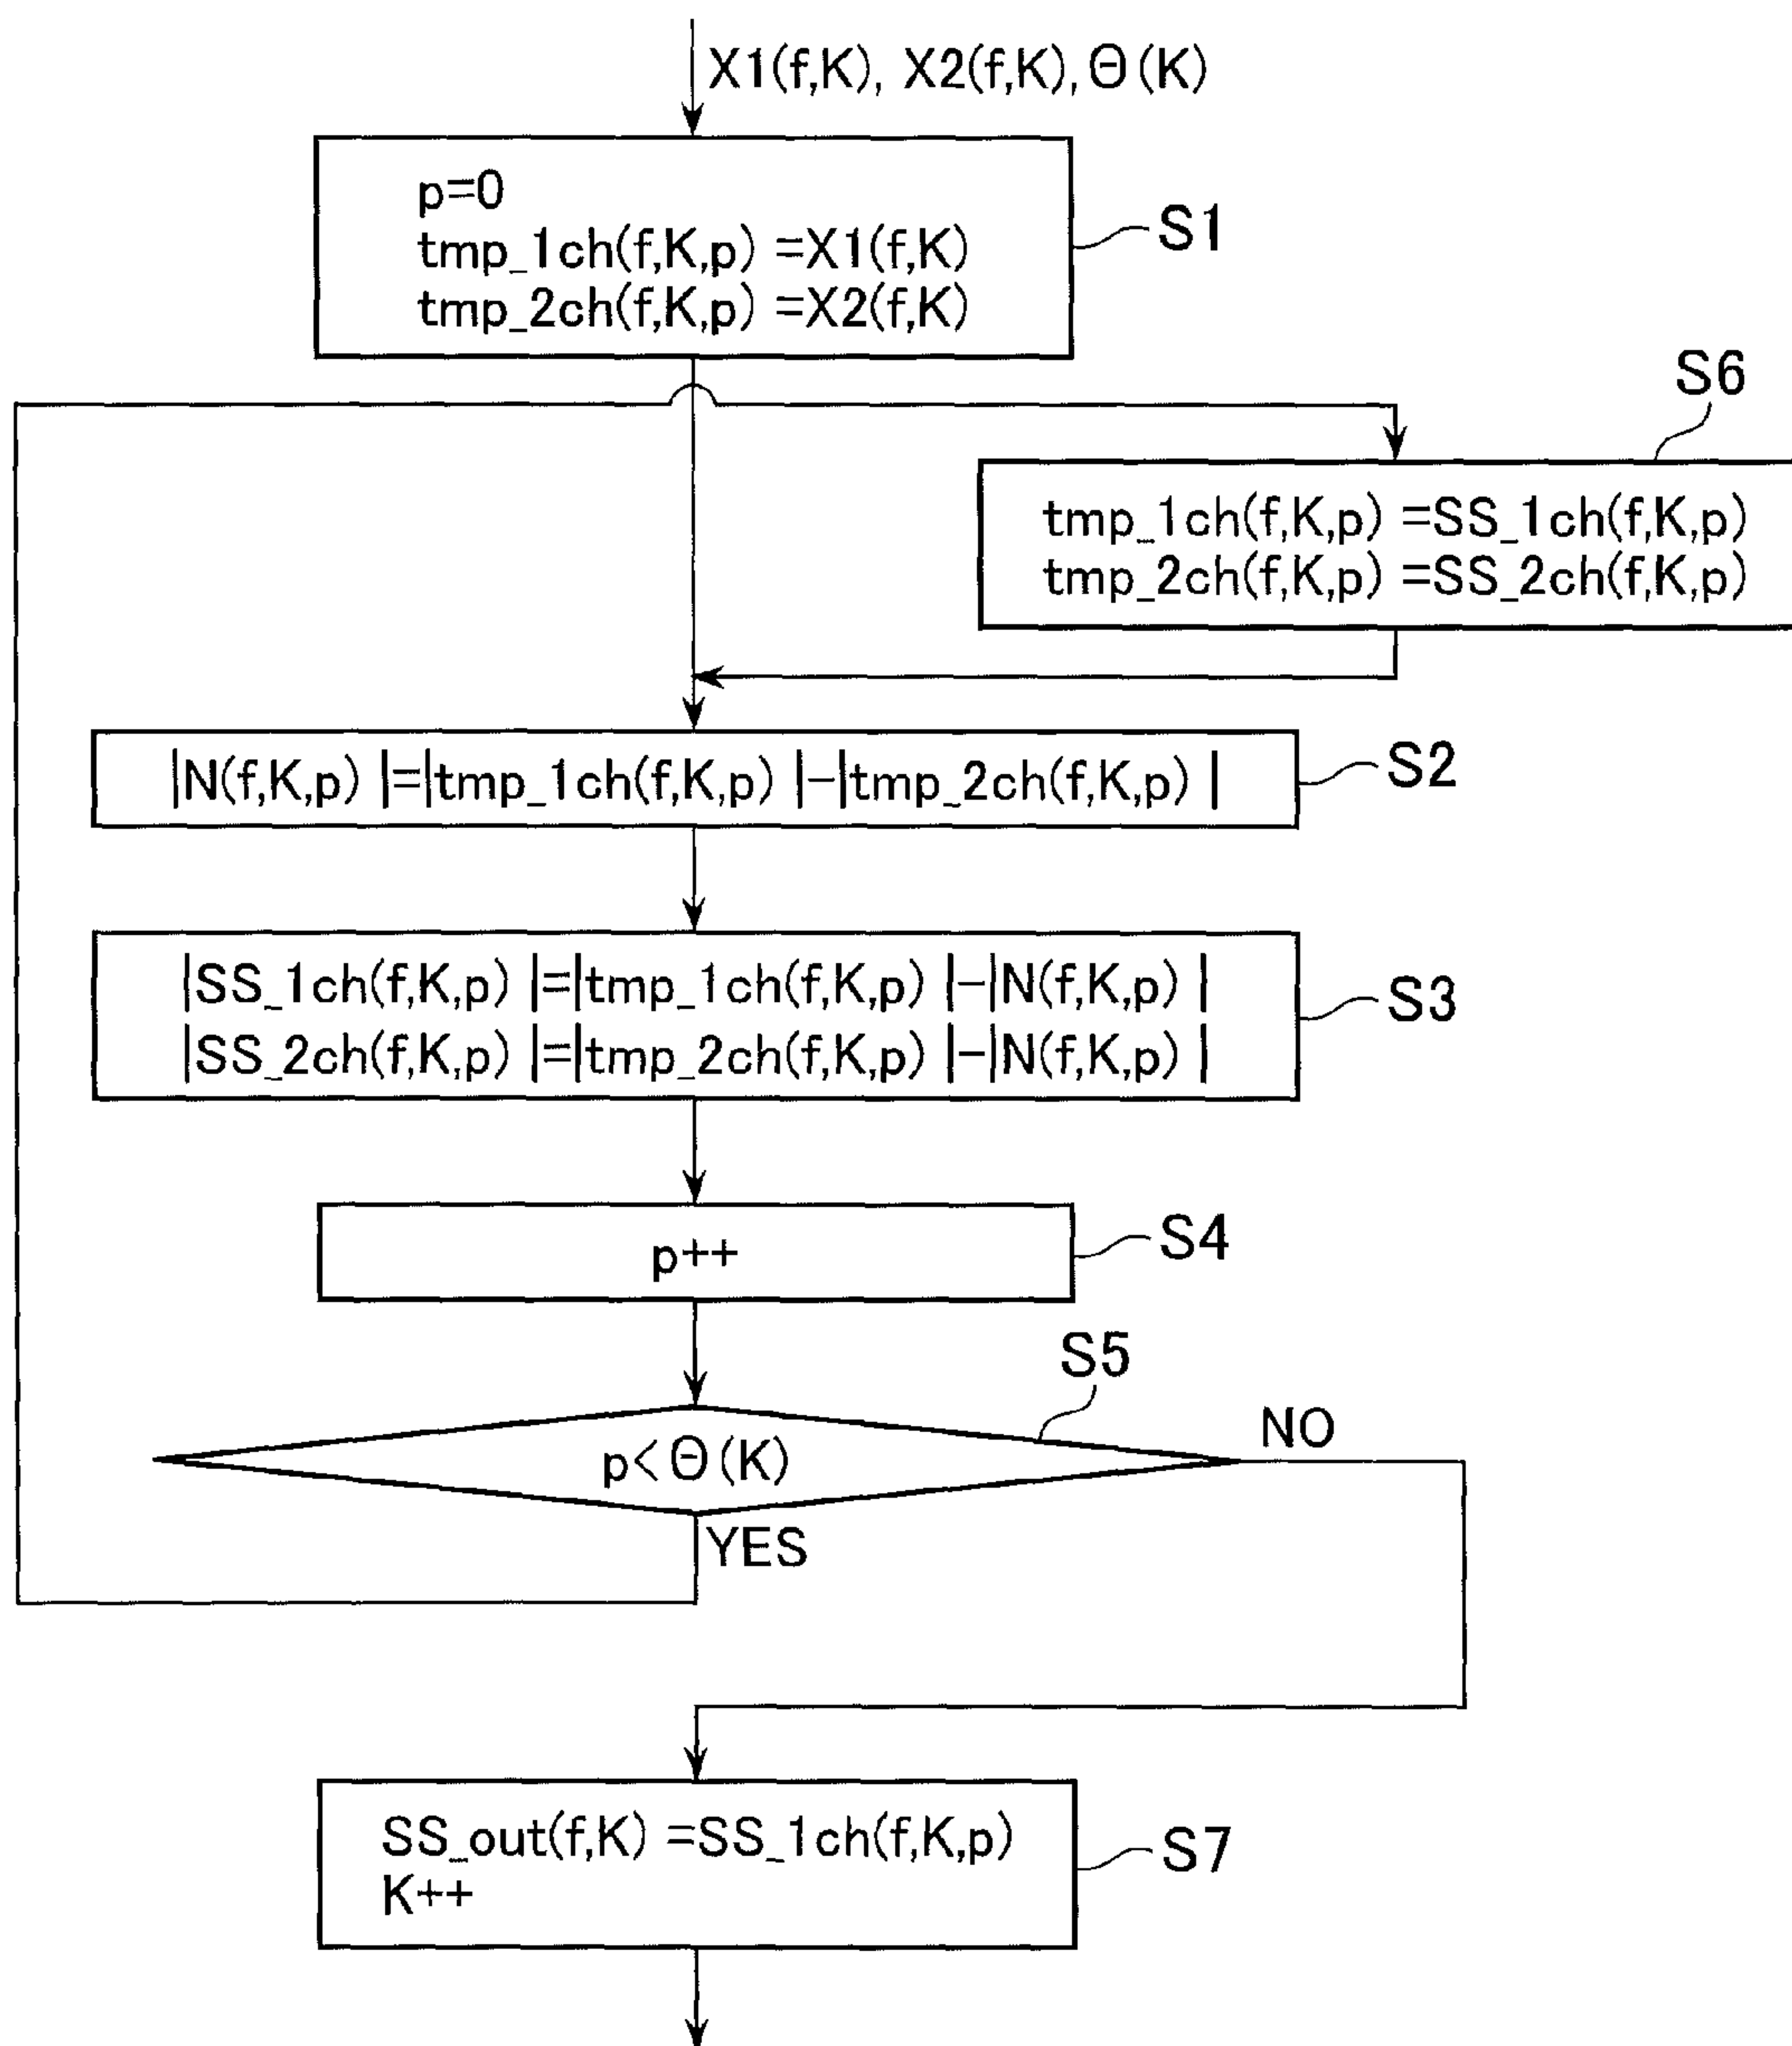 X1(f,K), X2(f,K),Θ(K)
p=0
tmp_1ch(f,K,p) =X1(f,K)
tmp_2ch(f,K,p) =X2(f,K)
S1
S6
tmp_1ch(f,K,p) =SS_1ch(f,K,p)
tmp_2ch(f,K,p) =SS_2ch(f,K,p)
|N(f,K,p) |=|tmp_1ch(f,K,p) |-|tmp_2ch(f,K,p) |
S2
|SS_1ch(f,K,p) |=|tmp_1ch(f,K,p) |-|N(f,K,p) |
|SS_2ch(f,K,p) |=|tmp_2ch(f,K,p) |-|N(f,K,p) |
S3
p++
S4
S5
p<Θ(K)
NO
YES
SS_out(f,K) =SS_1ch(f,K,p)
K++
S7